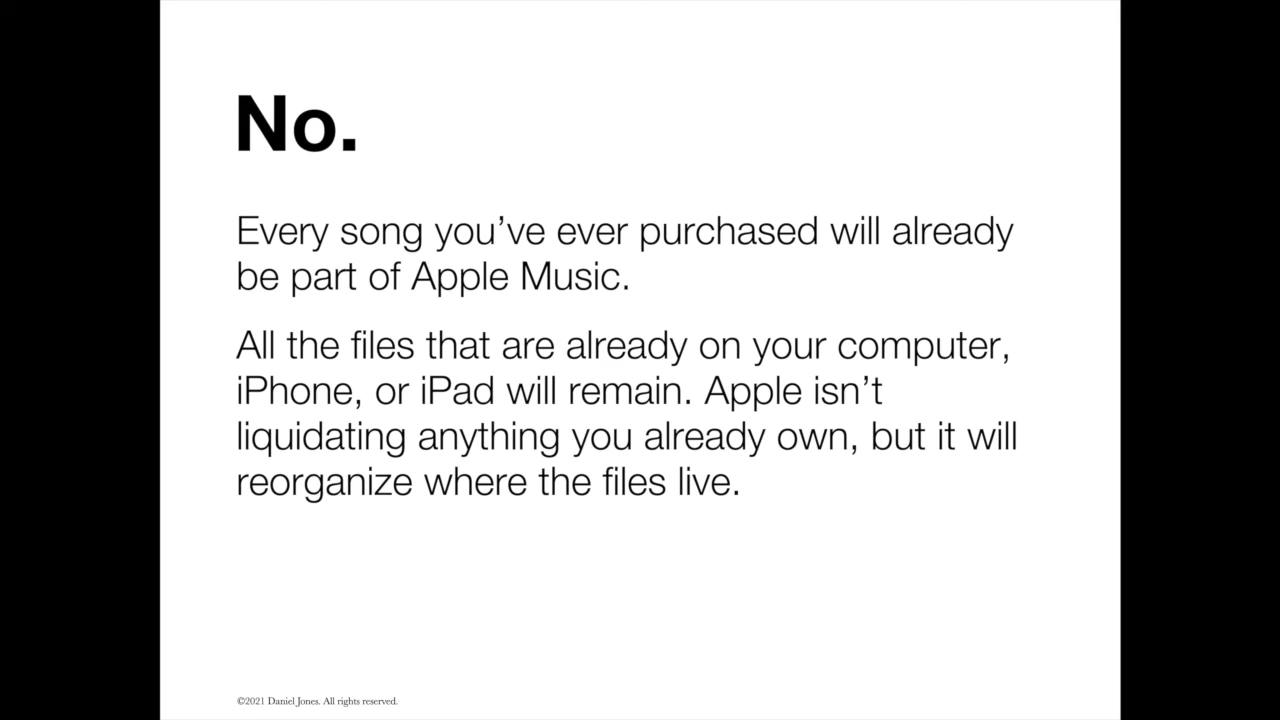 No.
Every song you’ve ever purchased will already
be part of Apple Music.
All the files that are already on your computer,
iPhone, or iPad will remain. Apple isn’t
liquidating anything you already own, but it will
reorganize where the files live.
©2021 Daniel Jones. All rights reserved.